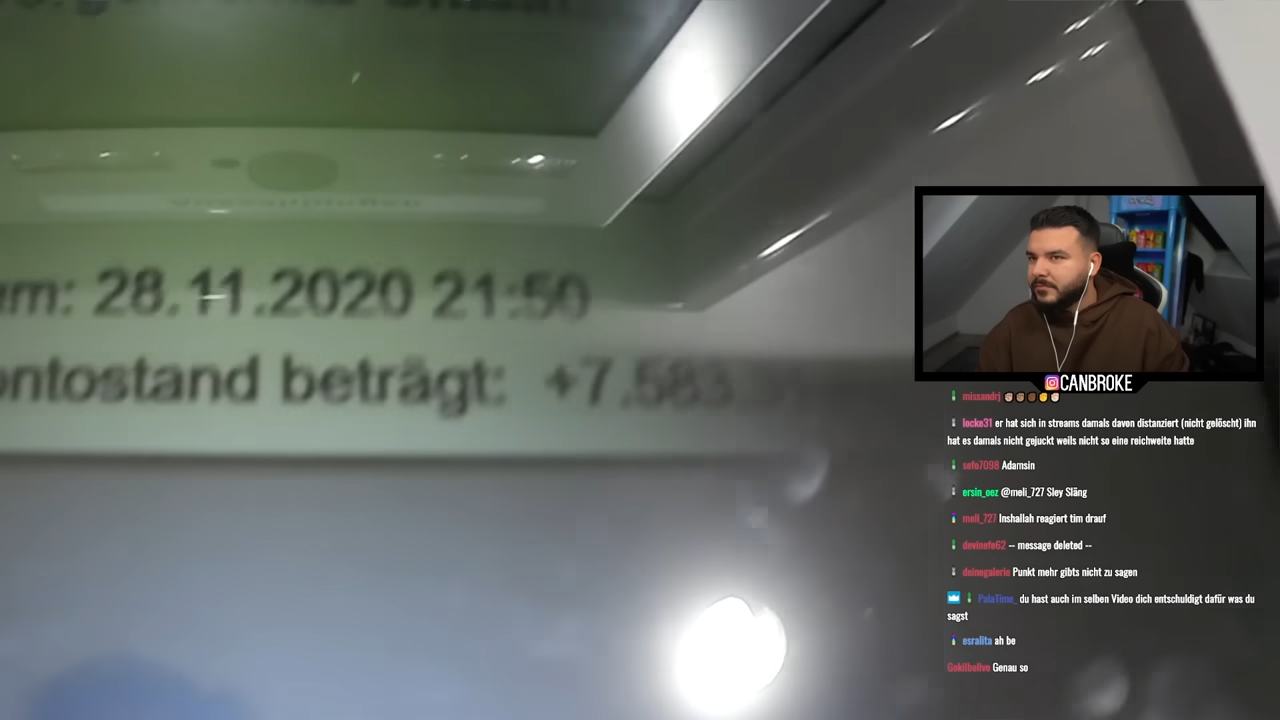 em: 28.11.2020 21:50
ontostand beträgt: +7.583
CANBROKE
missandrj
locke31 er hat sich in streams damals davon distanziert (nicht gelöscht) ihn
hat es damals nicht gejuckt weils nicht so eine reichweite hatte
sefo7098 Adamsin
ersin_oez @meli_727 Sley Släng
meli_727 Inshallah reagiert tim drauf
devinefe62 -- message deleted --
deinegalerie Punkt mehr gibts nicht zu sagen
PalaTime_ du hast auch im selben Video dich entschuldigt dafür was du
sagst
esralita ah be
Genau so